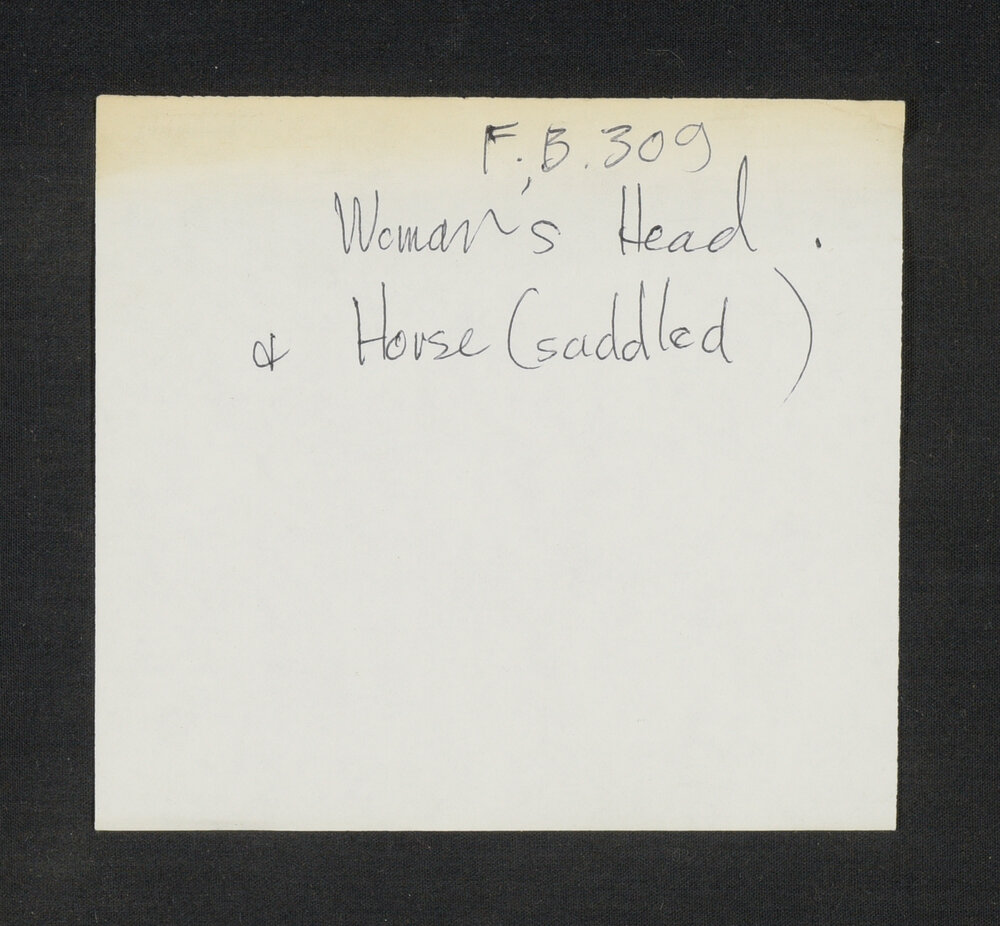 F.B.309
Woman's Head.
& Horse (saddled)